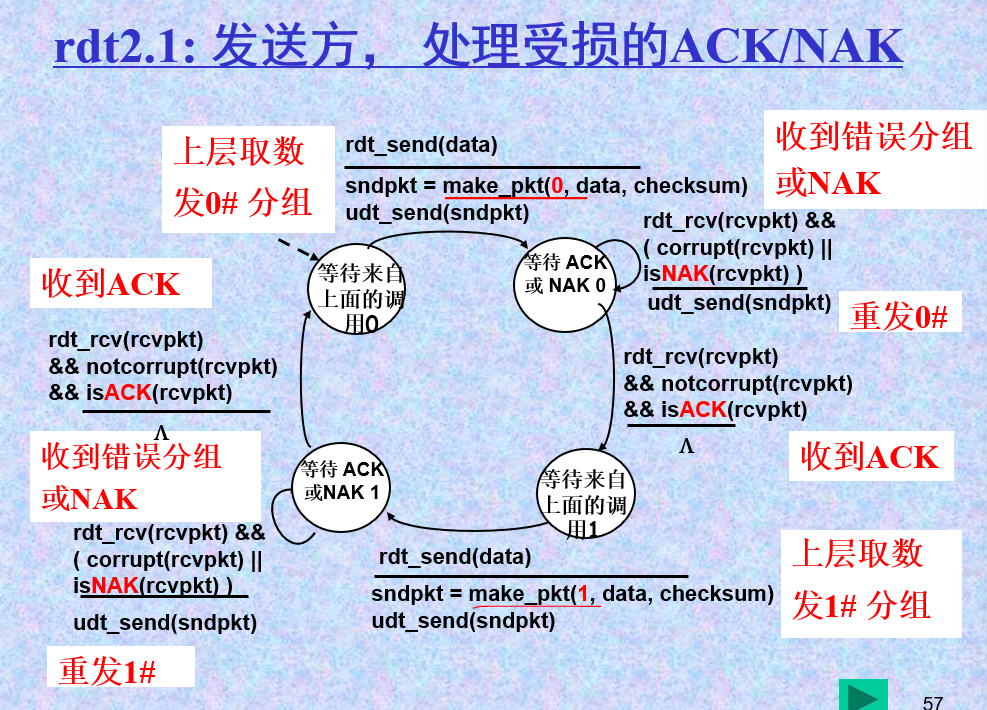 rdt2.1: 发送方， 处理受损的ACK/NAK
上层取数
发0# 分组
rdt_send(data)
sndpkt = make_pkt(0, data, checksum)
udt_send(sndpkt)
收到错误分组
或NAK
rdt_rcv(rcvpkt) &&
( corrupt(rcvpkt) ||
isNAK(rcvpkt) )
udt_send(sndpkt)
重发0#
等待来自
上面的调
用0
等待 ACK
或 NAK 0
收到ACK
rdt_rcv(rcvpkt)
&& notcorrupt(rcvpkt)
&& isACK(rcvpkt)
Λ
rdt_rcv(rcvpkt)
&& notcorrupt(rcvpkt)
&& isACK(rcvpkt)
Λ
收到ACK
收到错误分组
或NAK
rdt_rcv(rcvpkt) &&
( corrupt(rcvpkt) ||
isNAK(rcvpkt) )
udt_send(sndpkt)
重发1#
等待 ACK
或NAK 1
等待来自
上面的调
用1
rdt_send(data)
sndpkt = make_pkt(1, data, checksum)
udt_send(sndpkt)
上层取数
发1# 分组
57